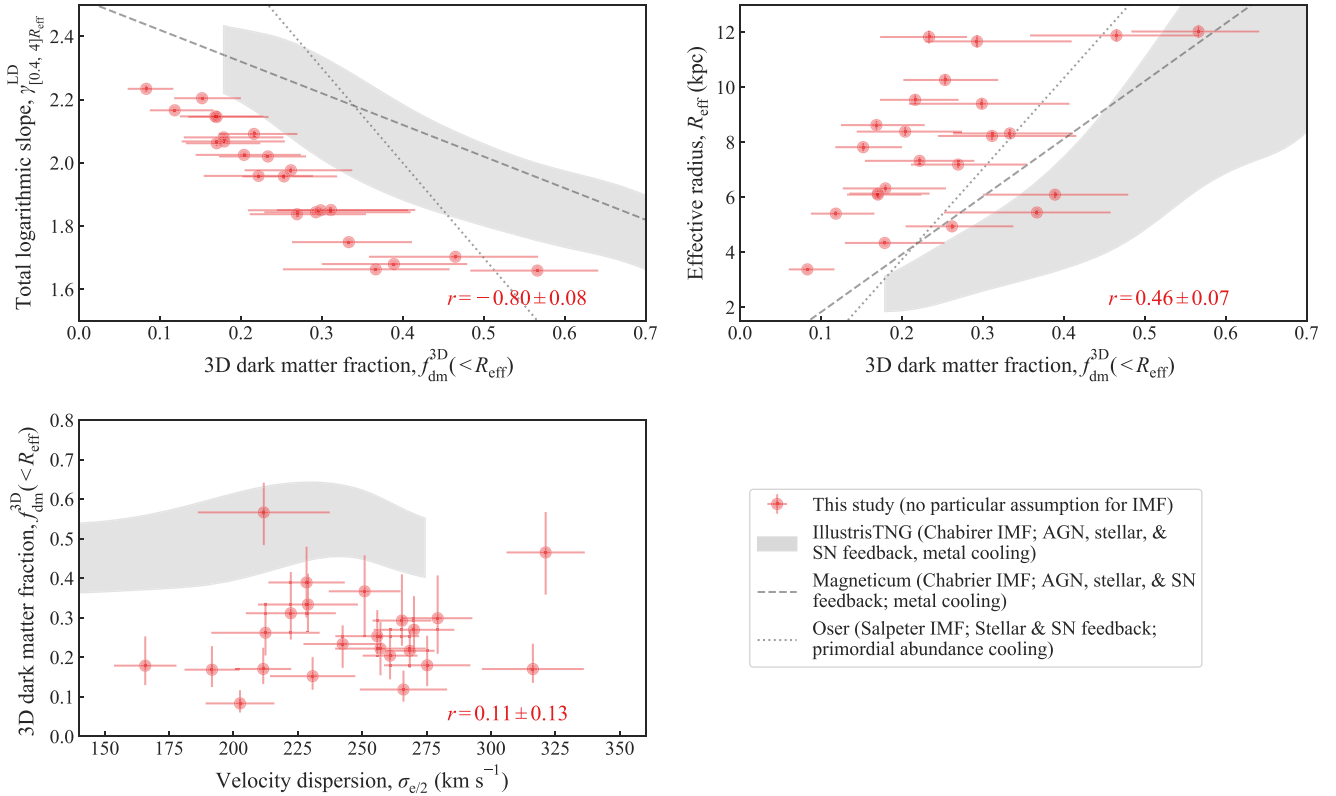 2.4
2.2
2.0
1.8
1.6
Total logarithmic slope, γ^LD_[0.4, 4]R_eff
r = −0.80 ± 0.08
0.0 0.1 0.2 0.3 0.4 0.5 0.6 0.7
3D dark matter fraction, f^3D_dm(< R_eff)
12
10
8
6
4
2
Effective radius, R_eff (kpc)
r = 0.46 ± 0.07
0.0 0.1 0.2 0.3 0.4 0.5 0.6 0.7
3D dark matter fraction, f^3D_dm(< R_eff)
0.8
0.7
0.6
0.5
0.4
0.3
0.2
0.1
0.0
3D dark matter fraction, f^3D_dm(< R_eff)
r = 0.11 ± 0.13
150 175 200 225 250 275 300 325 350
Velocity dispersion, σ_e/2 (km s^−1)
This study (no particular assumption for IMF)
IllustrisTNG (Chabirer IMF; AGN, stellar, &
SN feedback, metal cooling)
Magneticum (Chabrier IMF; AGN, stellar, & SN
feedback; metal cooling)
Oser (Salpeter IMF; Stellar & SN feedback;
primordial abundance cooling)